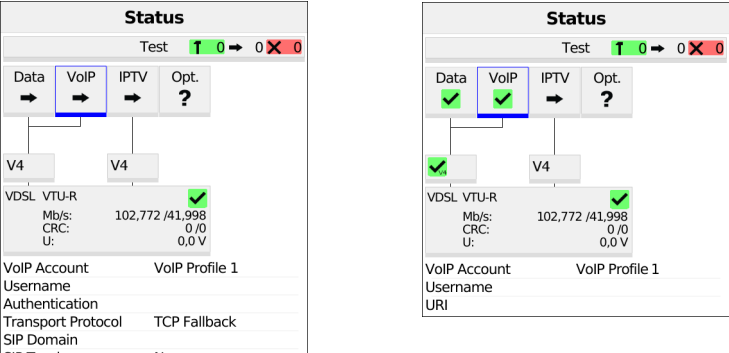 Status
Test 0 0 0
Data VoIP IPTV Opt.
?
V4 V4
VDSL VTU-R
Mb/s: 102,772 /41,998
CRC: 0 /0
U: 0,0 V
VoIP Account VoIP Profile 1
Username
Authentication
Transport Protocol TCP Fallback
SIP Domain
Status
Test 0 0 0
Data VoIP IPTV Opt.
?
V4 V4
VDSL VTU-R
Mb/s: 102,772 /41,998
CRC: 0 /0
U: 0,0 V
VoIP Account VoIP Profile 1
Username
URI